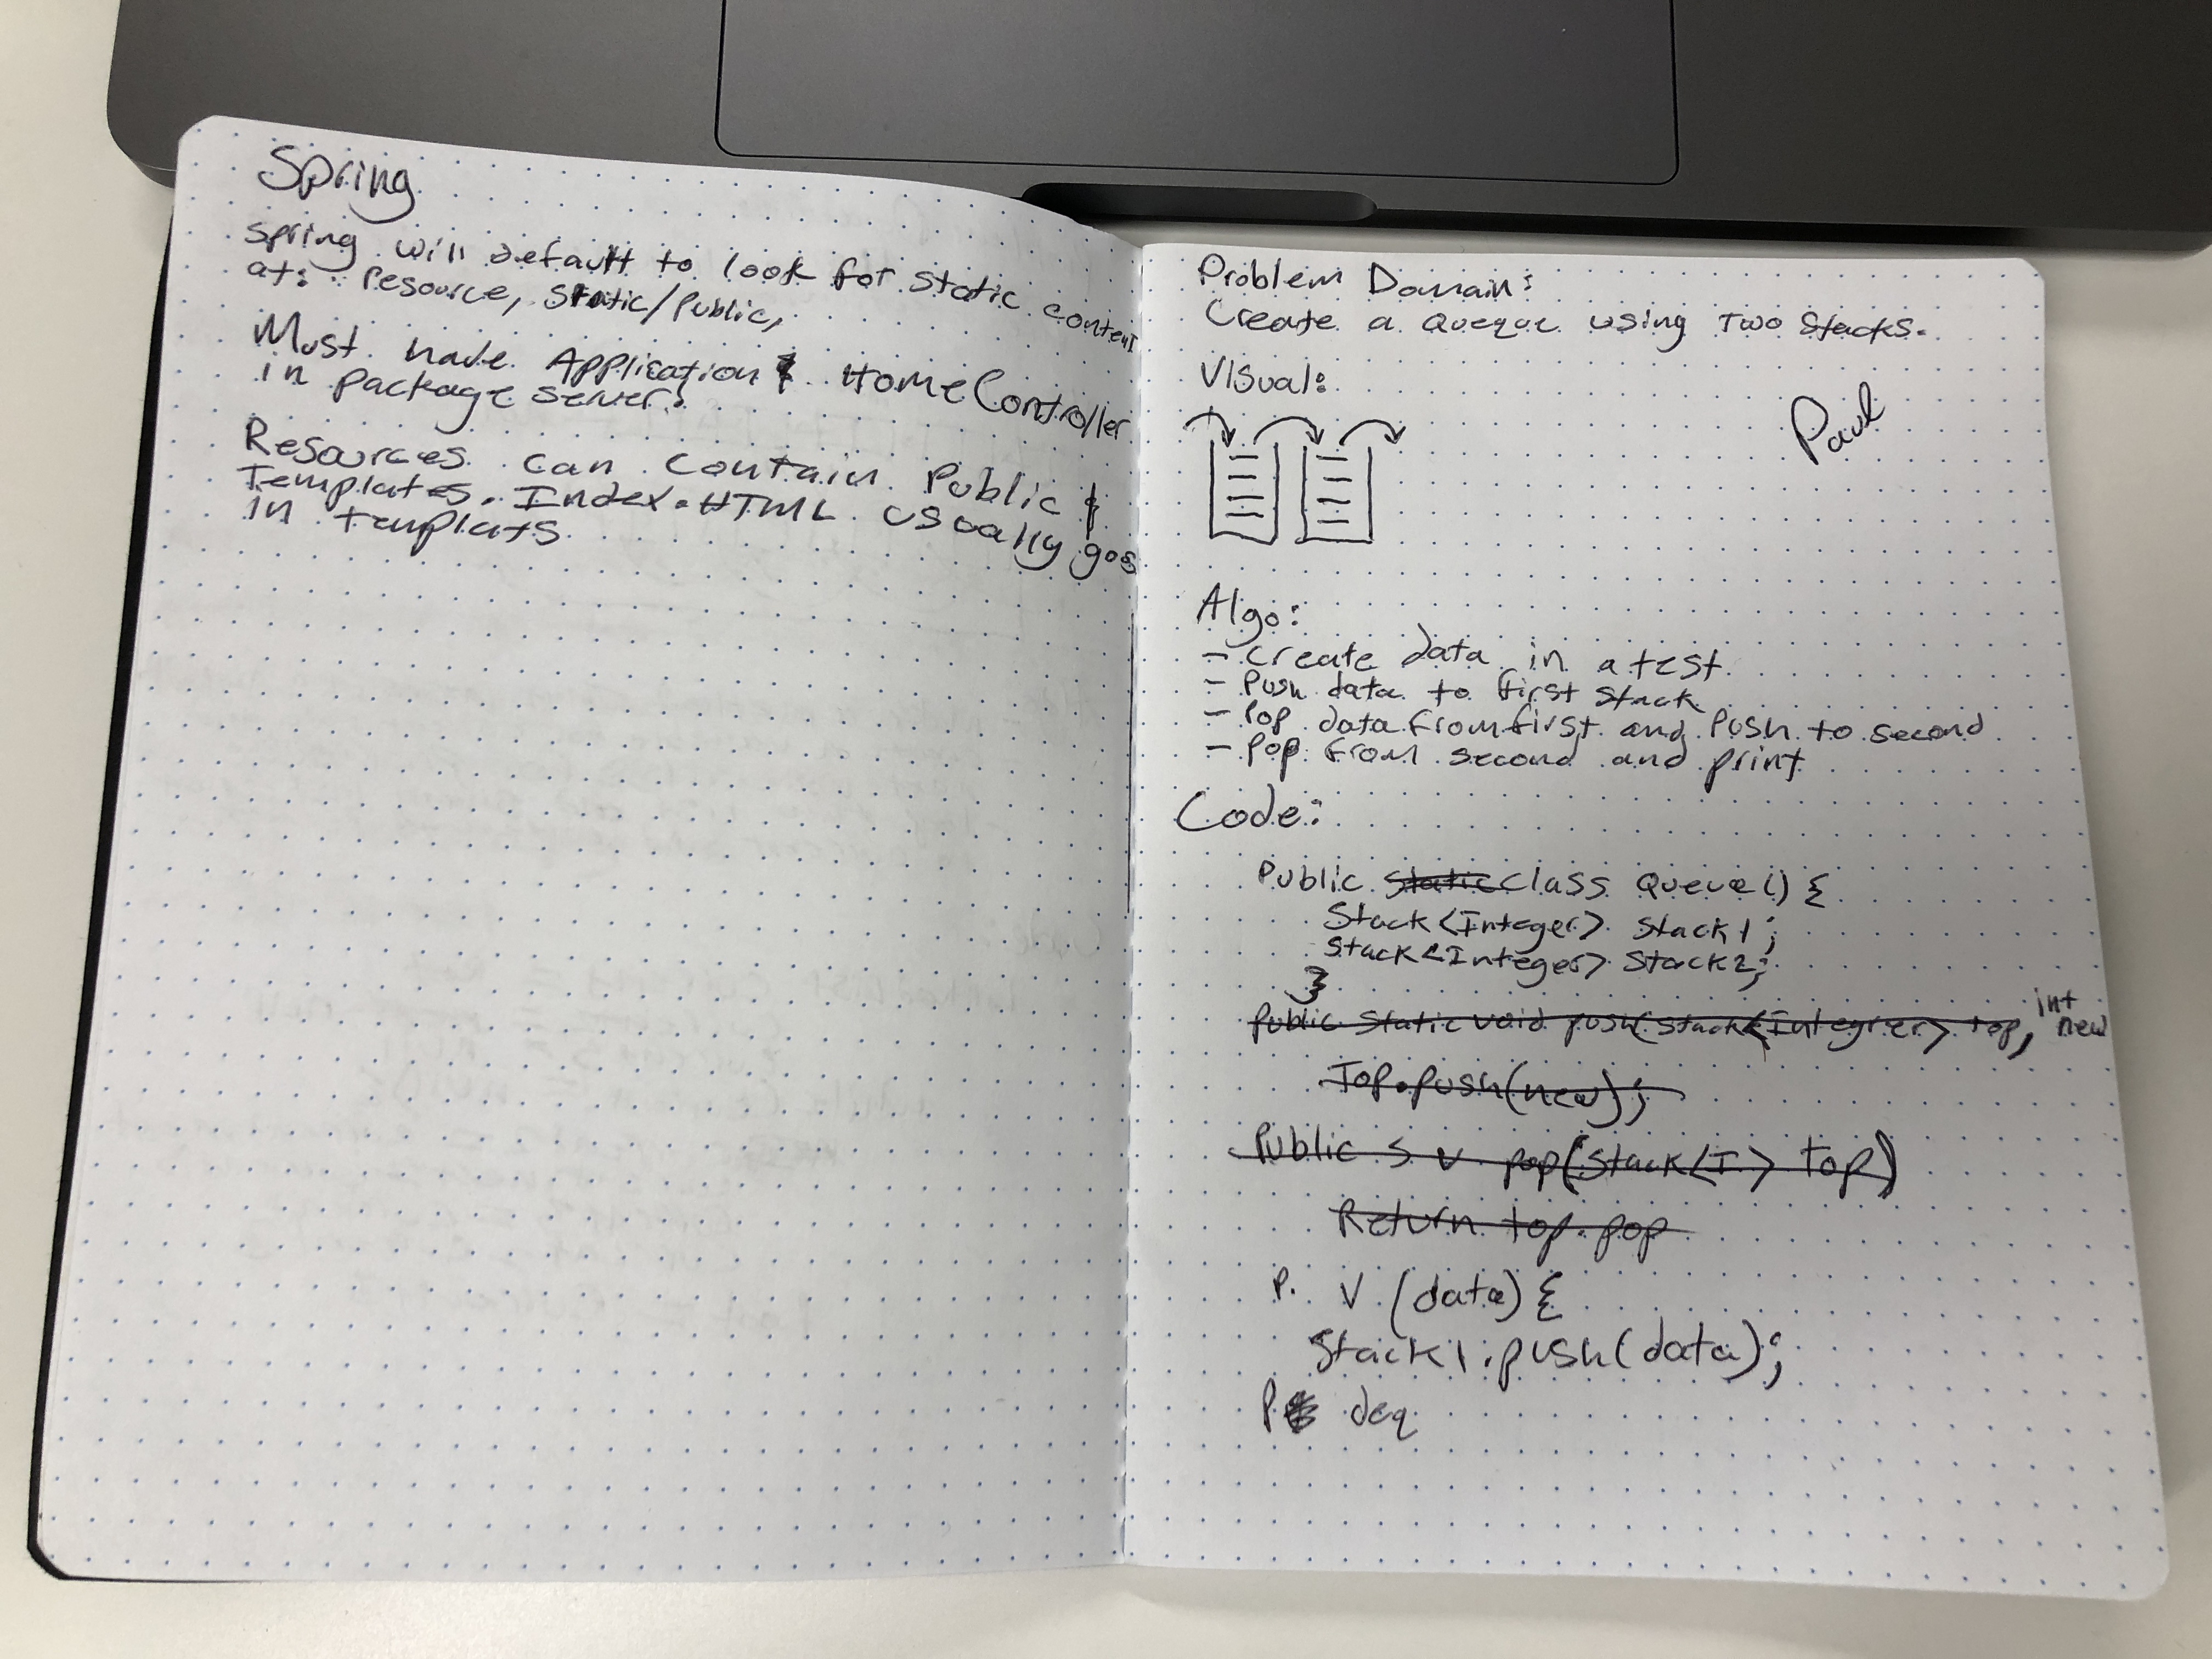 Spring
Spring will default to look for static content
at: Resource, Static/Public,
Must have Application & HomeController
in package server!
Resources can contain Public &
Templates. Index.HTML usually goes
in templats
Problem Domain:
Create a queue using two stacks.
Visual:
Paul
Algo:
- Create data in a test.
- Push data to first stack
- Pop data from first and push to second
- Pop from second and print
Code:
Public static class queue() {
Stack<Integer> stack1;
Stack<Integer> stack2;
}
int
Public static void push(stack<Integrer> top, new
Top.push(new);
Public s v pop(stack<I> top)
Return top.pop
P. V (data) {
Stack1.push(data);
P deq